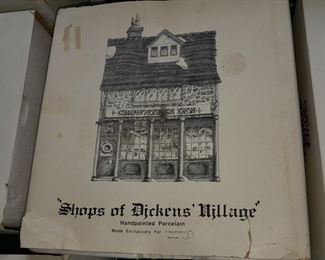 "Shops of Dickens' Village"
Handpainted Porcelain
Made Exclusively For